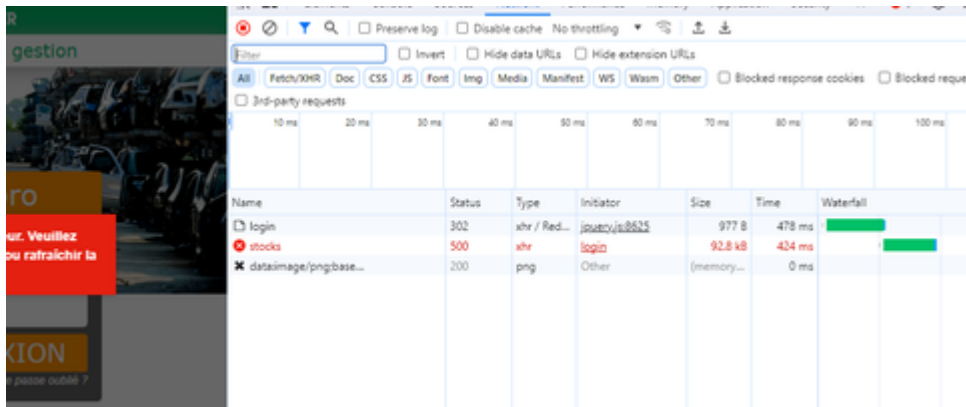 R
gestion
ro
ur. Veuillez
ou rafraîchir la
XION
e passe oublié ?
Preserve log Disable cache No throttling
Filter Invert Hide data URLs Hide extension URLs
All Fetch/XHR Doc CSS JS Font Img Media Manifest WS Wasm Other Blocked response cookies Blocked reque
3rd-party requests
10 ms 20 ms 30 ms 40 ms 50 ms 60 ms 70 ms 80 ms 90 ms 100 ms
Name Status Type Initiator Size Time Waterfall
login 302 xhr / Red... jquery.js:8625 977 B 478 ms
stocks 500 xhr login 92.8 kB 424 ms
data:image/png;base... 200 png Other (memory... 0 ms